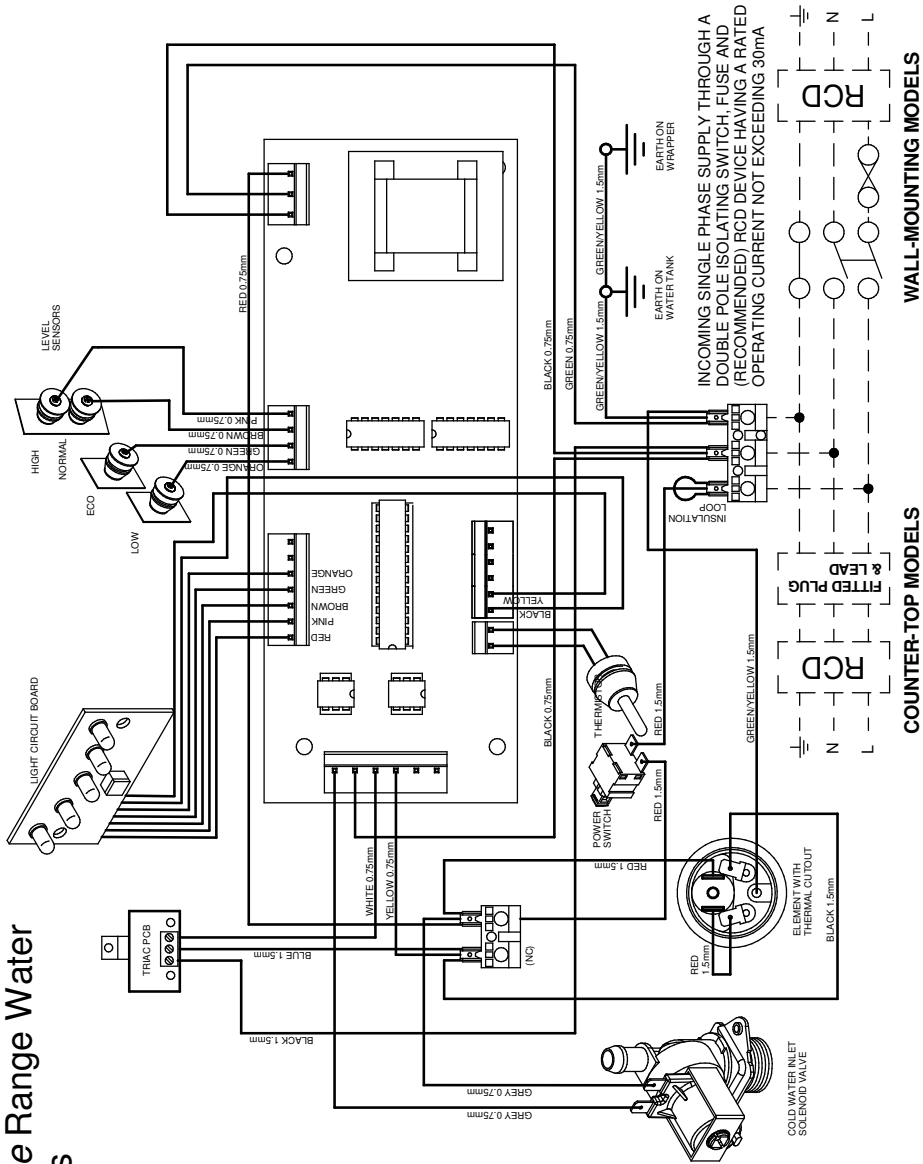 e Range Water
s
LIGHT CIRCUIT BOARD
TRIAC PCB
LEVEL
SENSORS
HIGH
NORMAL
ECO
LOW
RED 0.75mm
PINK 0.75mm
BROWN 0.75mm
GREEN 0.75mm
ORANGE 0.75mm
ORANGE
GREEN
BROWN
PINK
RED
YELLOW
BLACK
WHITE 0.75mm
YELLOW 0.75mm
BLUE 1.5mm
BLACK 1.5mm
GREY 0.75mm
GREY 0.75mm
(NC)
COLD WATER INLET
SOLENOID VALVE
ELEMENT WITH
THERMAL CUTOUT
RED
1.5mm
BLACK 1.5mm
RED 1.5mm
POWER
SWITCH
RED 1.5mm
RED 1.5mm
THERMISTOR
BLACK 0.75mm
BLACK 0.75mm
GREEN 0.75mm
GREEN/YELLOW 1.5mm
GREEN/YELLOW 1.5mm
GREEN/YELLOW 1.5mm
GREEN/YELLOW 1.5mm
EARTH ON
WATER TANK
EARTH ON
WRAPPER
INSULATION
LOOP
INCOMING SINGLE PHASE SUPPLY THROUGH A
DOUBLE POLE ISOLATING SWITCH, FUSE AND
(RECOMMENDED) RCD DEVICE HAVING A RATED
OPERATING CURRENT NOT EXCEEDING 30mA
N
L
RCD
FITTED PLUG
& LEAD
RCD
N
L
COUNTER-TOP MODELS
WALL-MOUNTING MODELS